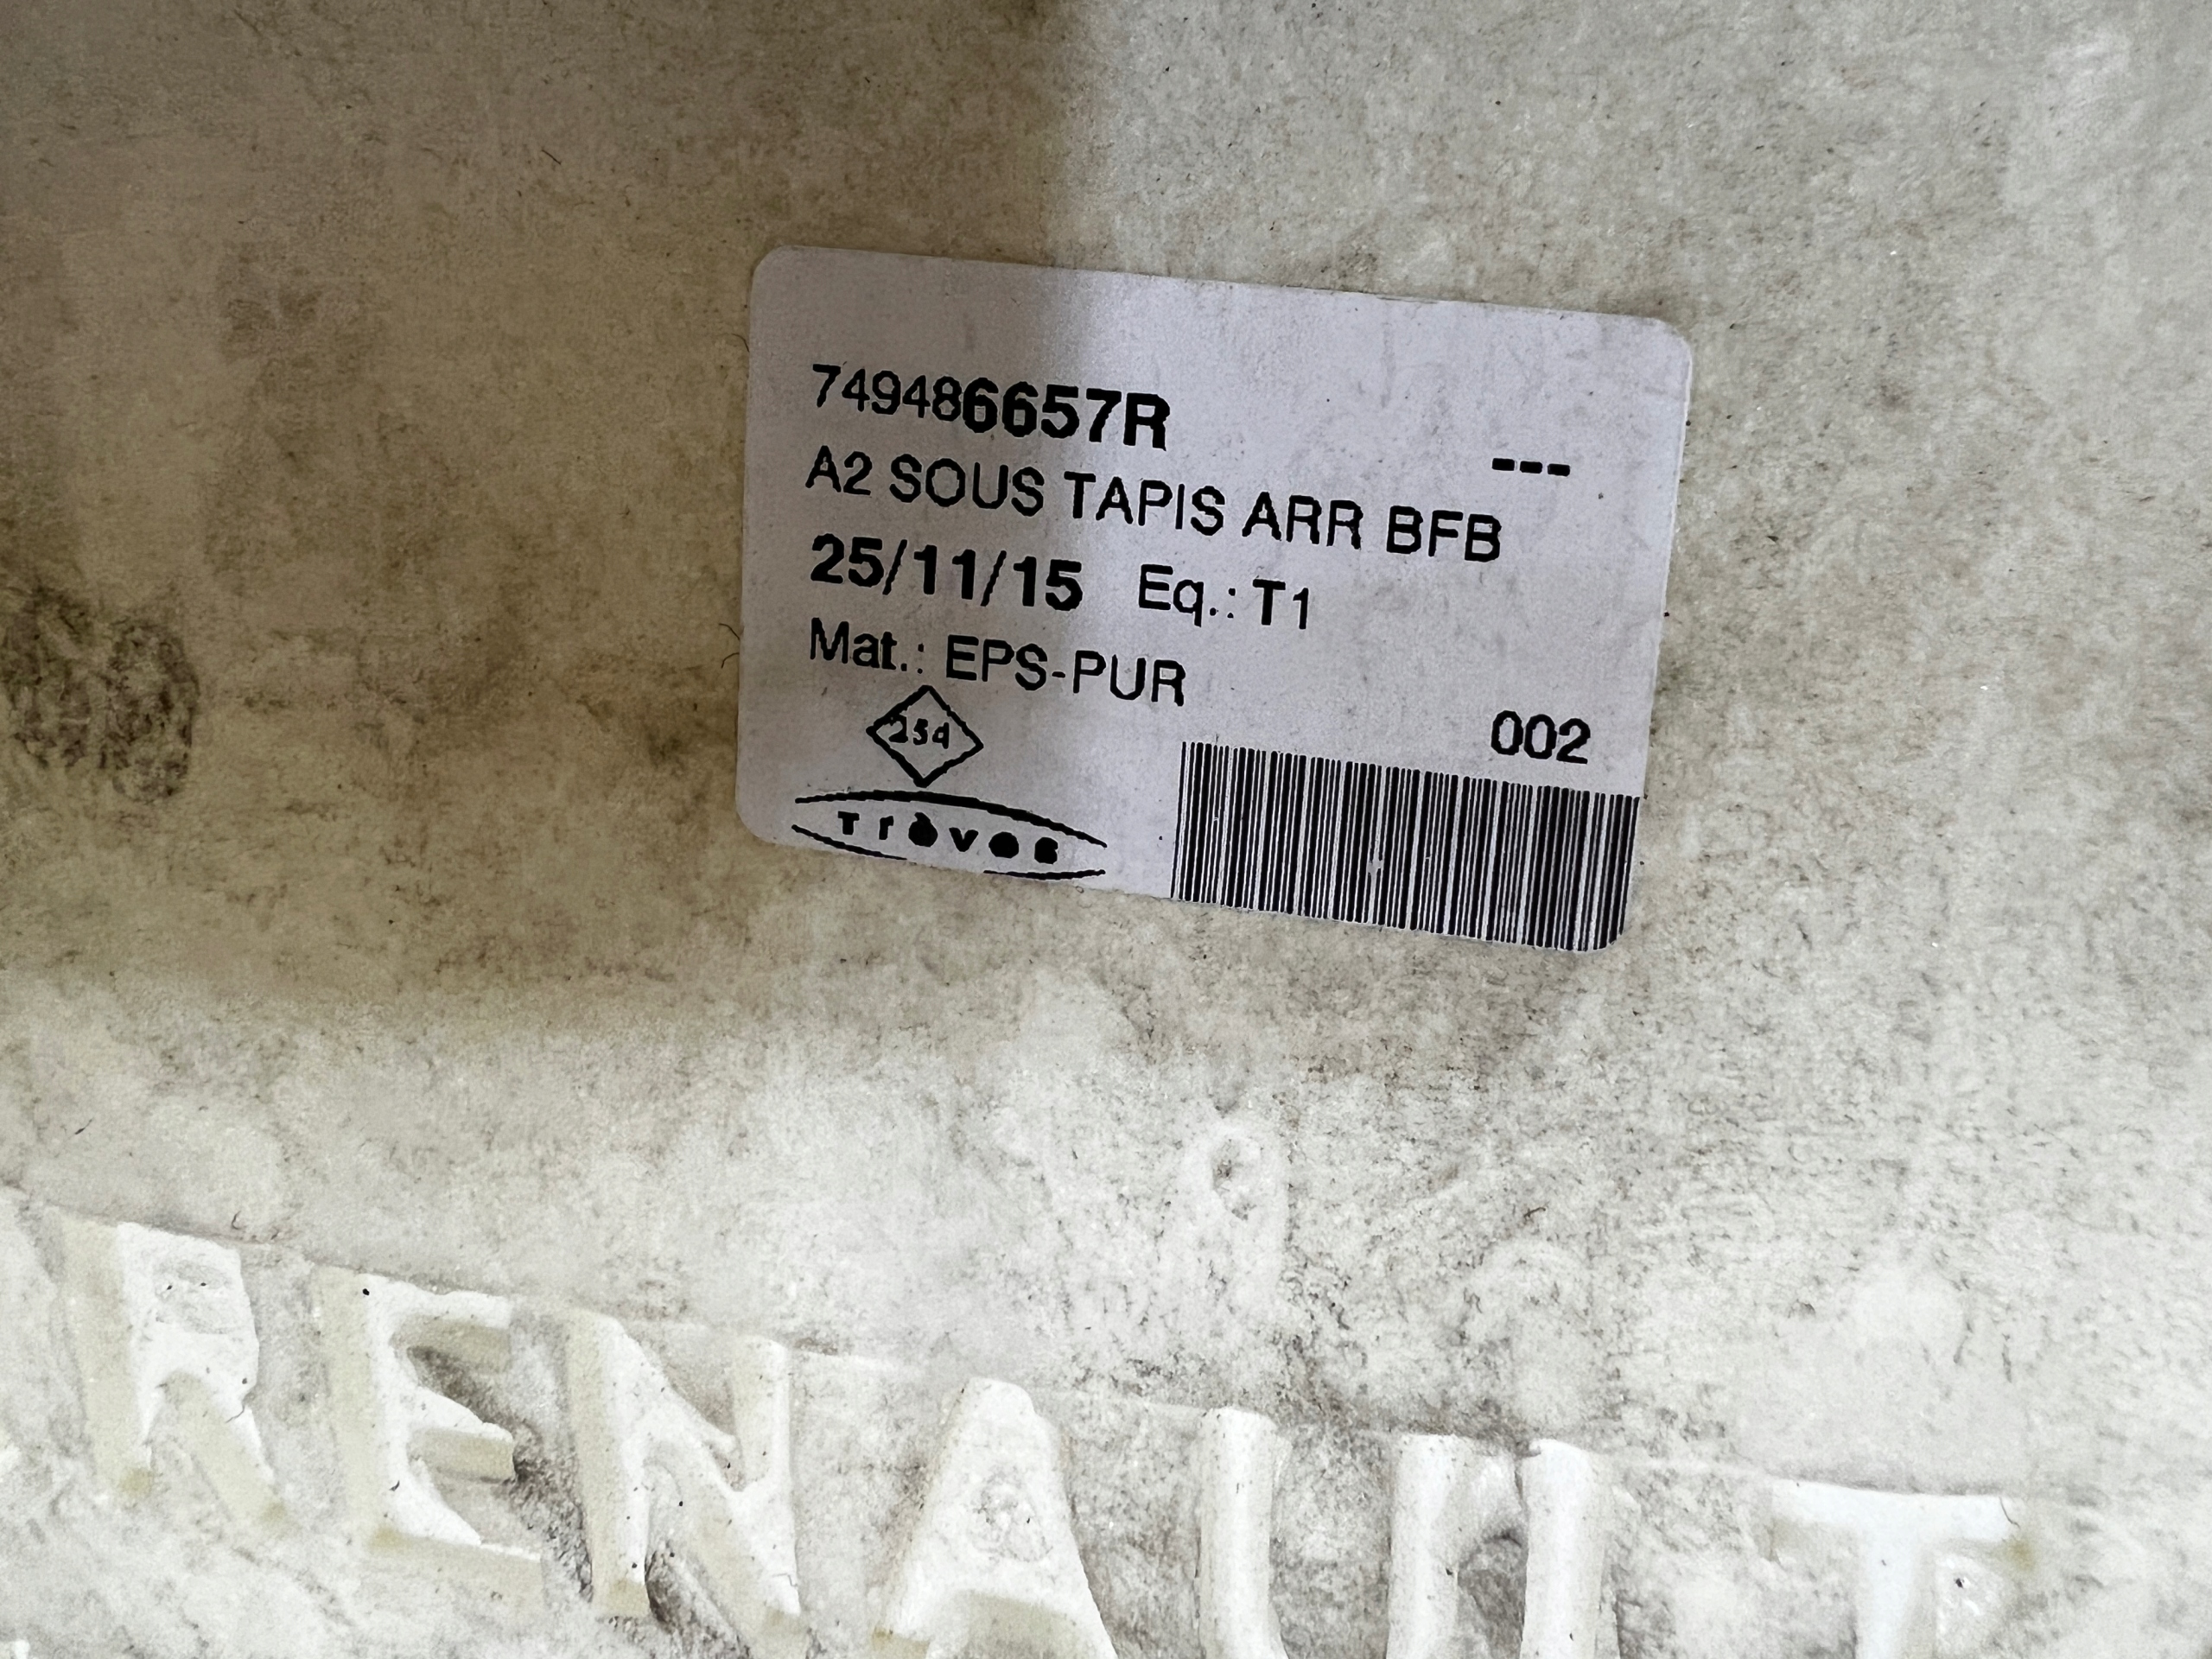 749486657R
---
A2 SOUS TAPIS ARR BFB
25/11/15 Eq.: T1
Mat.: EPS-PUR
002
254
Trèves
RENAULT